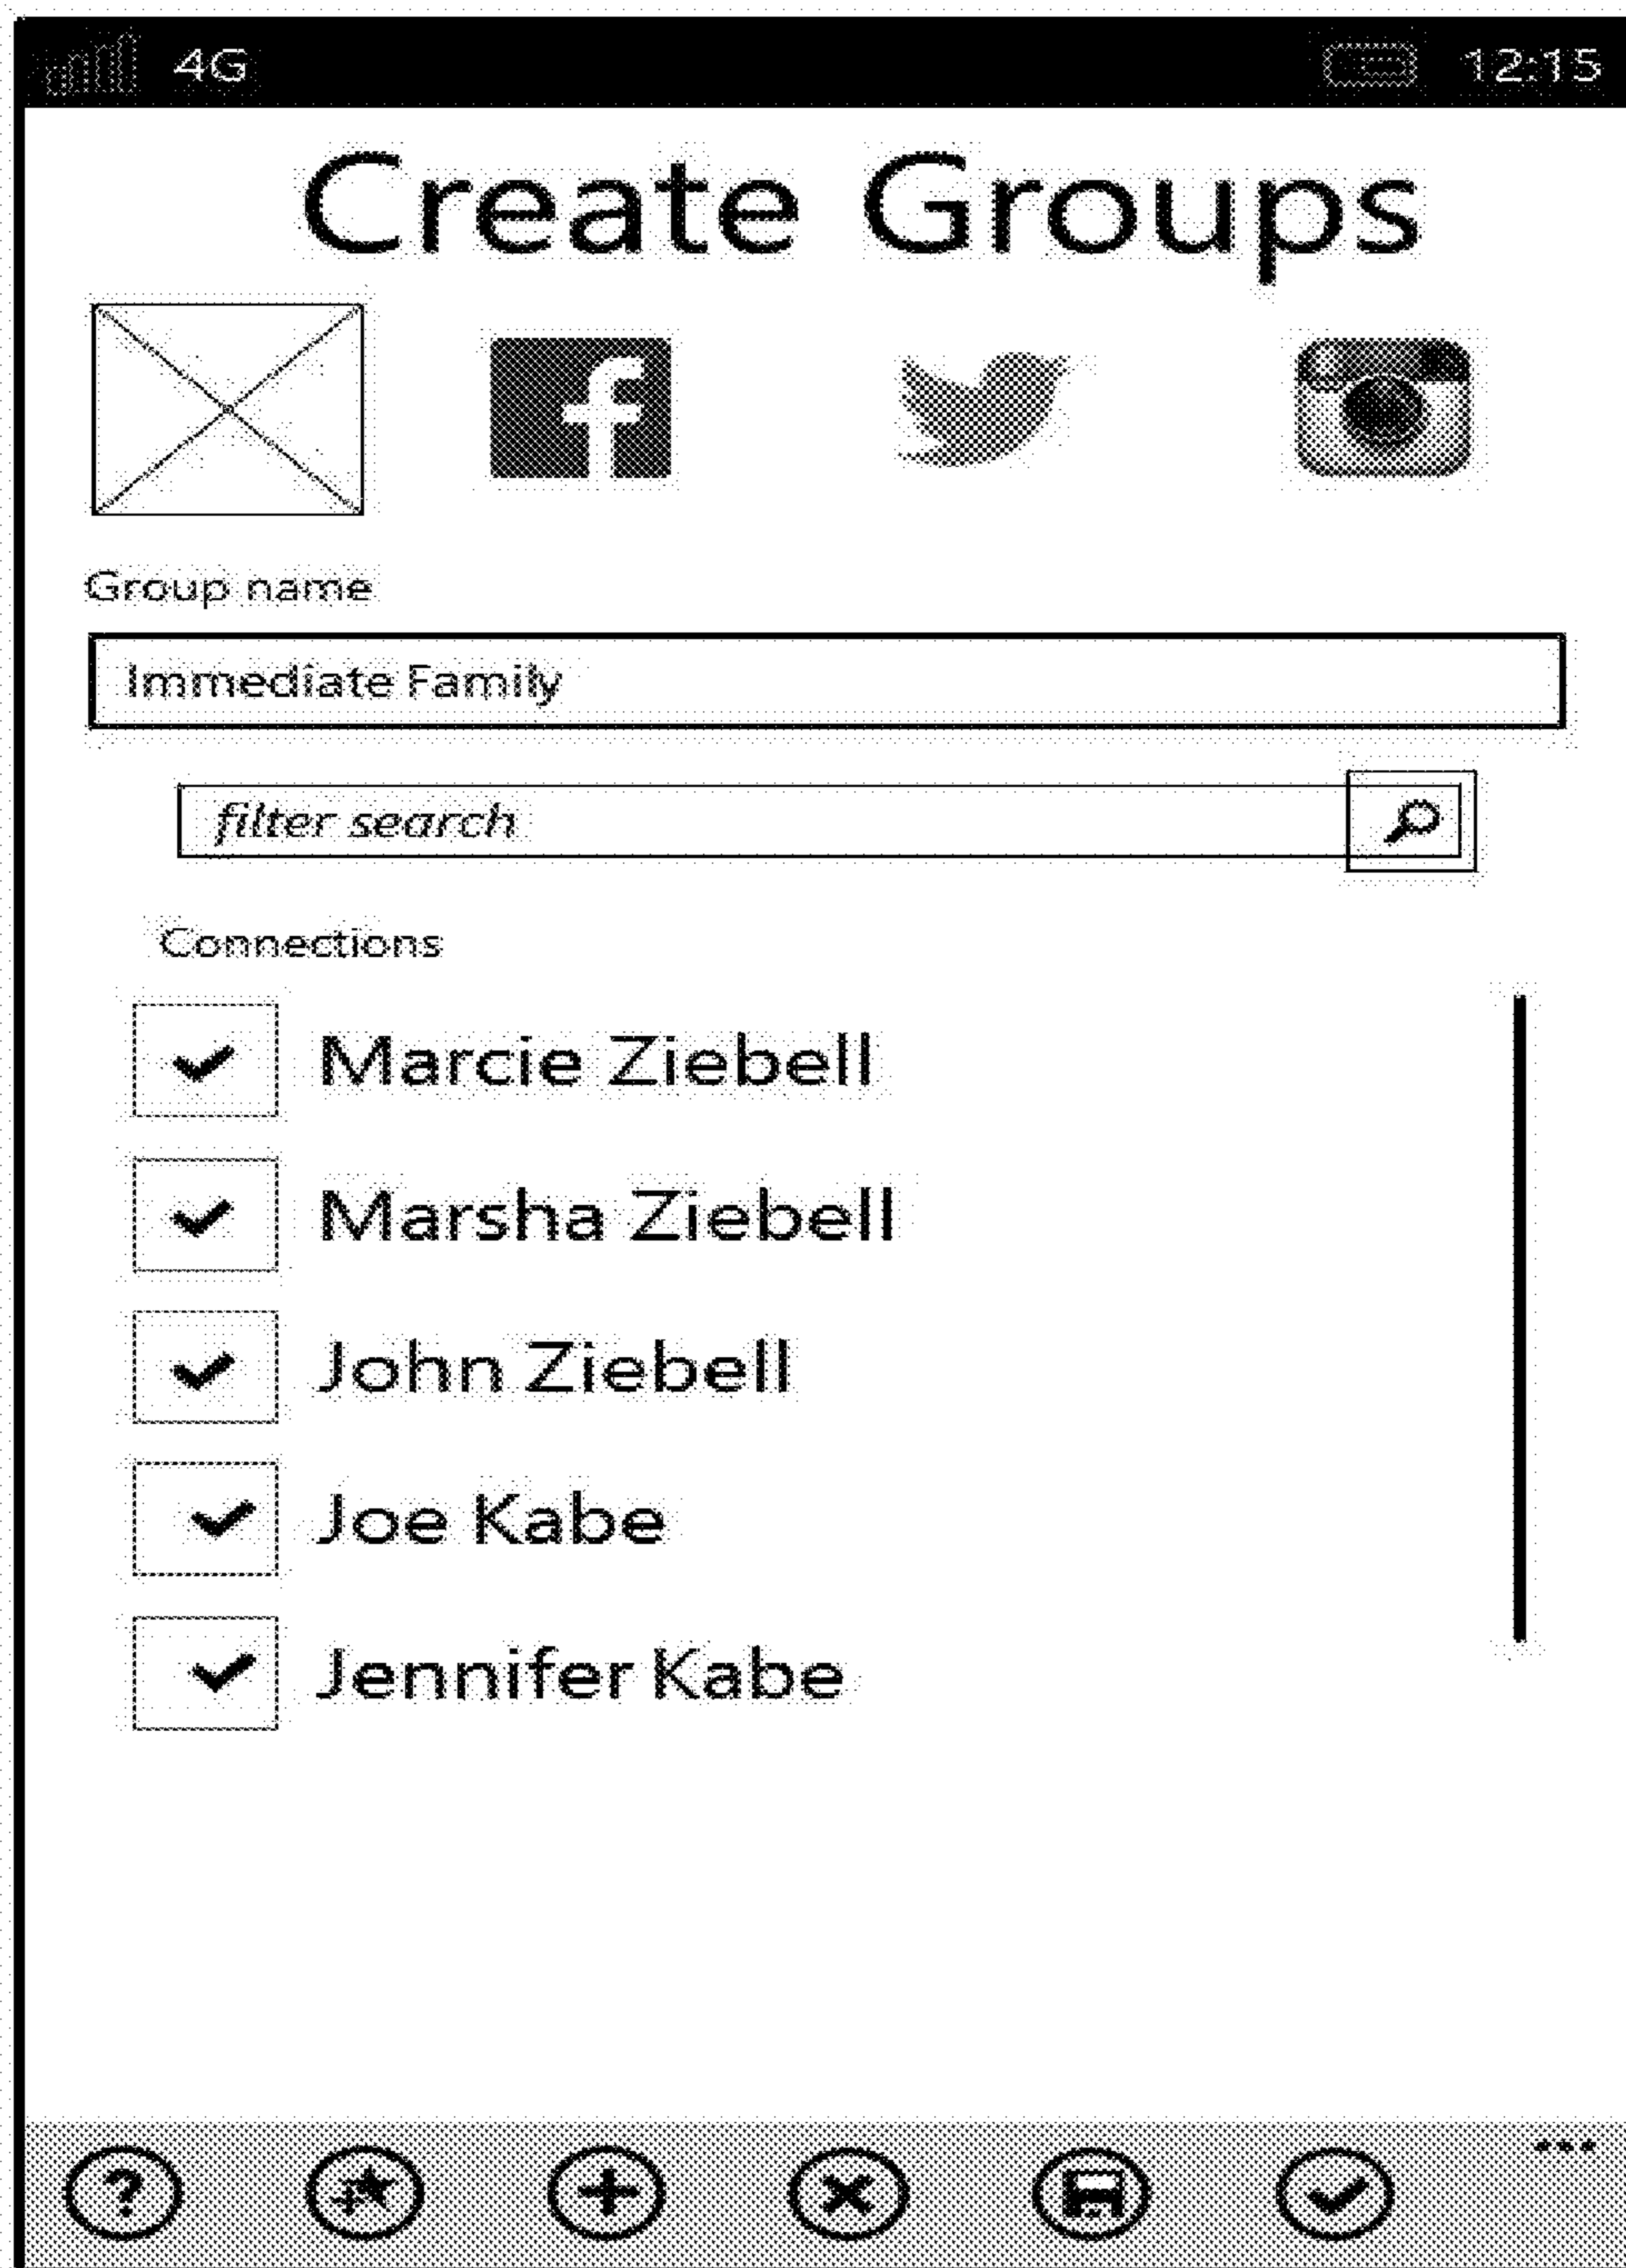 4G 12:15
Create Groups
Group name
Immediate Family
filter search
Connections
Marcie Ziebell
Marsha Ziebell
John Ziebell
Joe Kabe
Jennifer Kabe